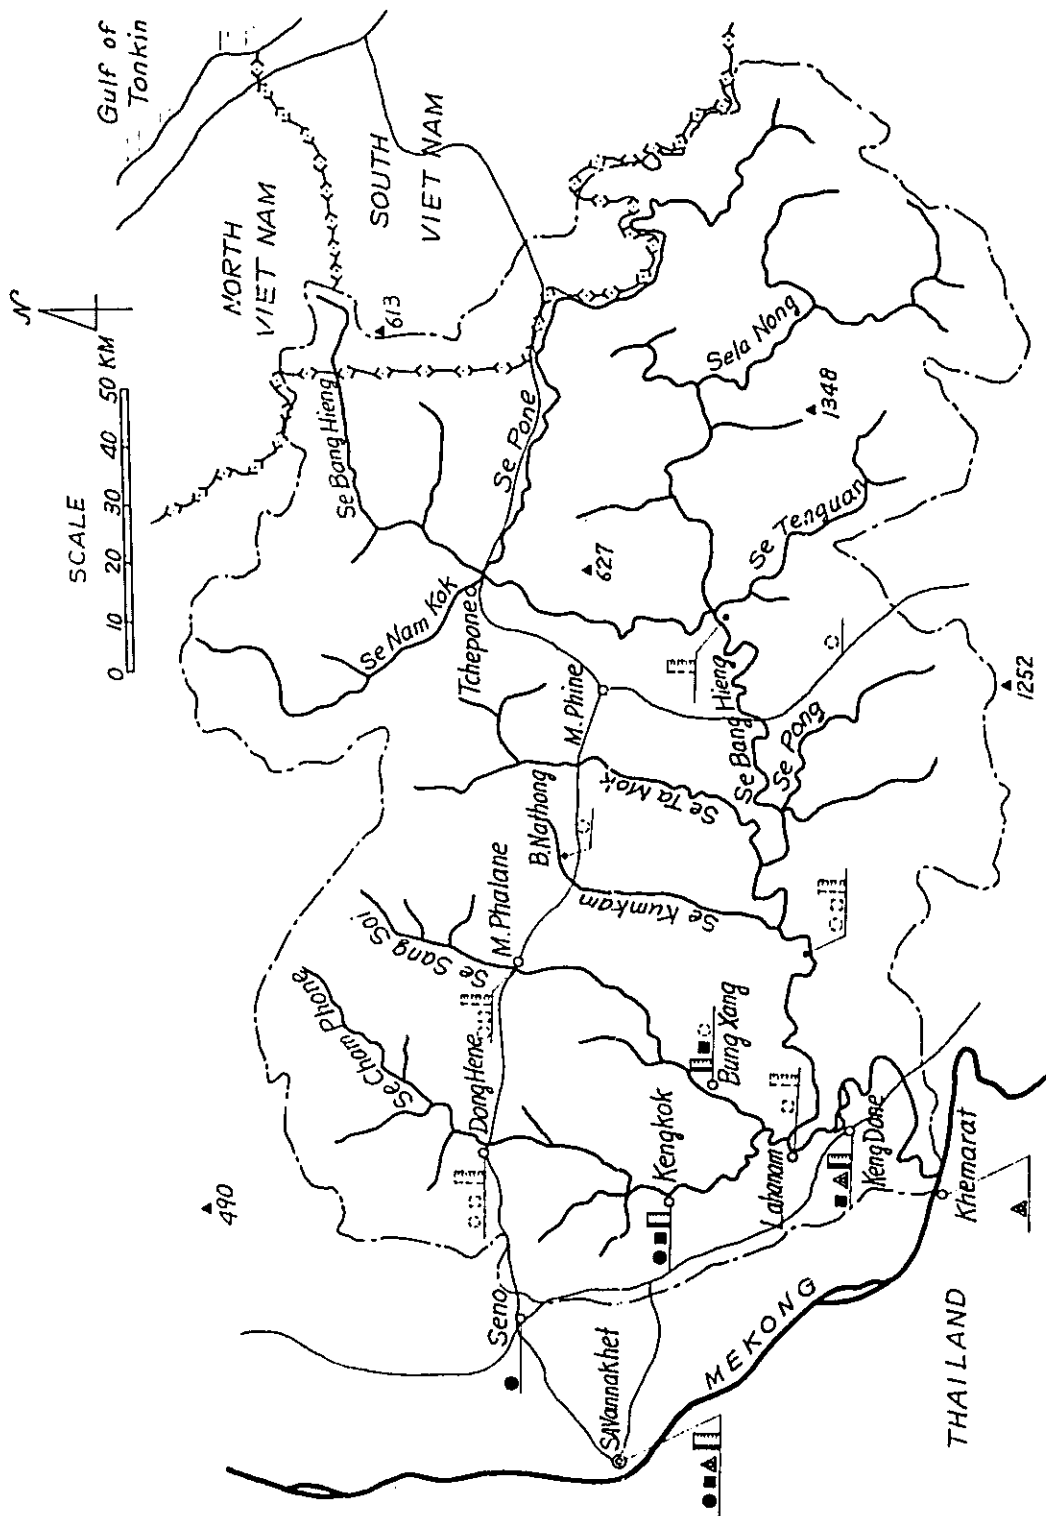 Gulf of
Tonkin
N
NORTH
VIET NAM
SOUTH
VIET NAM
SCALE
0 10 20 30 40 50 KM
613
Se Bang Hieng
Se Pone
Se Nam Kok
Tchepone
627
Sela Nong
1348
Se Tenguan
M. Phine
Se Bang Hieng
Se Pong
1252
Se Ta Mok
B. Nathong
M. Phalane
Se Kumkam
Se Sang Soi
Se Cham Phone
Dong Hene
490
Kengkok
Bung Xang
Lahanam
Keng Done
Khemarat
Seno
SAVannakhet
MEKONG
THAILAND